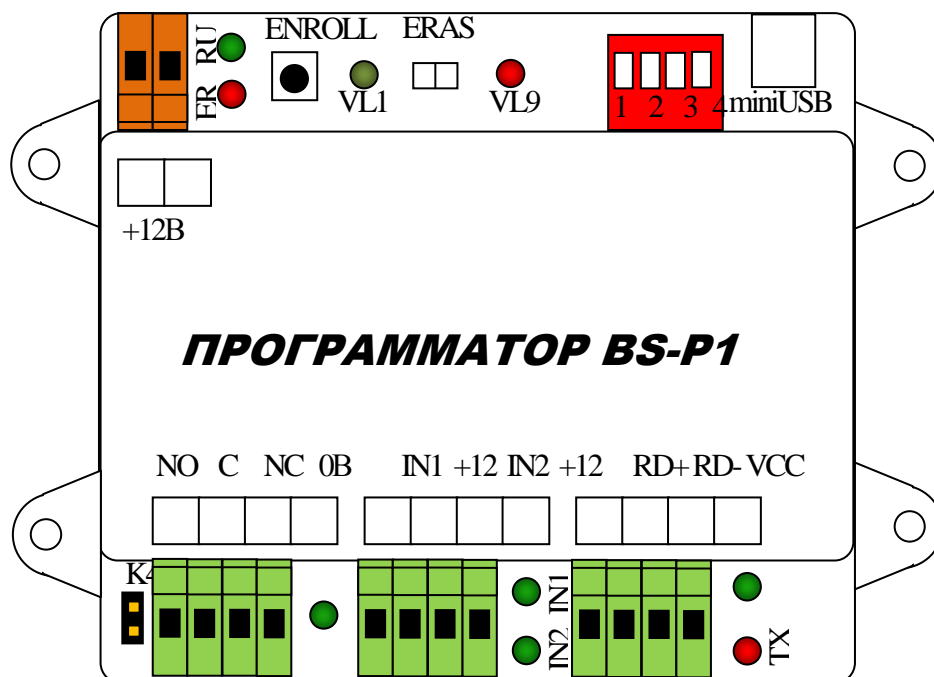 ENROLL ERAS
RU
ER
VL1 VL9
1 2 3 4 miniUSB
+12В
ПРОГРАММАТОР BS-P1
NO C NC 0В IN1 +12 IN2 +12 RD+ RD- VCC
K4
IN1
IN2
TX